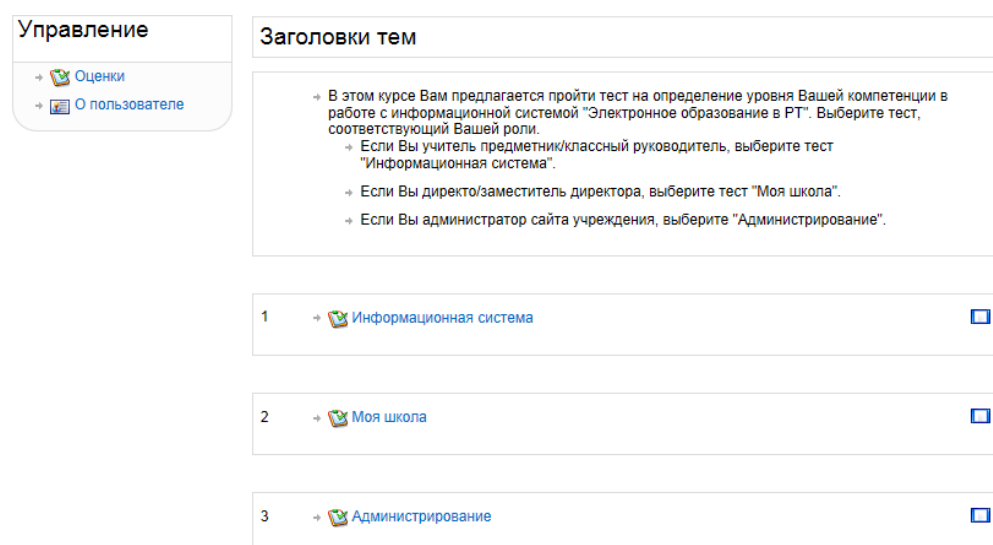 Управление
Оценки
О пользователе
Заголовки тем
В этом курсе Вам предлагается пройти тест на определение уровня Вашей компетенции в
работе с информационной системой "Электронное образование в РТ". Выберите тест,
соответствующий Вашей роли.
Если Вы учитель предметник/классный руководитель, выберите тест
"Информационная система".
Если Вы директо/заместитель директора, выберите тест "Моя школа".
Если Вы администратор сайта учреждения, выберите "Администрирование".
1 Информационная система
2 Моя школа
3 Администрирование